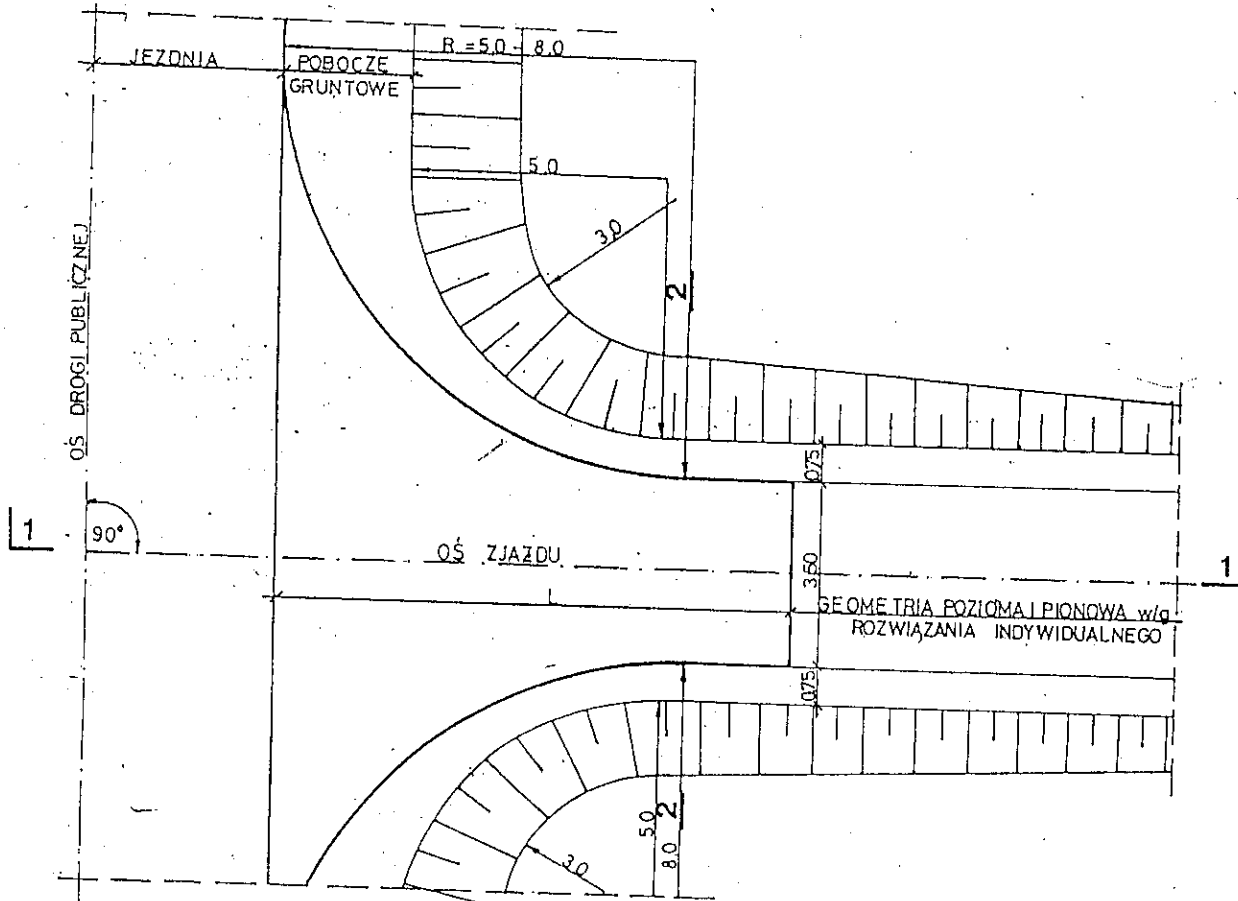 JEZDNIA
POBOCZE
GRUNTOWE
R = 5,0 - 8,0
5,0
3,0
2
OŚ DROGI PUBLICZNEJ
0,75
1
90°
OŚ ZJAZDU
3,50
1
L
GEOMETRIA POZIOMA I PIONOWA w/g
ROZWIĄZANIA INDYWIDUALNEGO
0,75
2
5,0
8,0
3,0